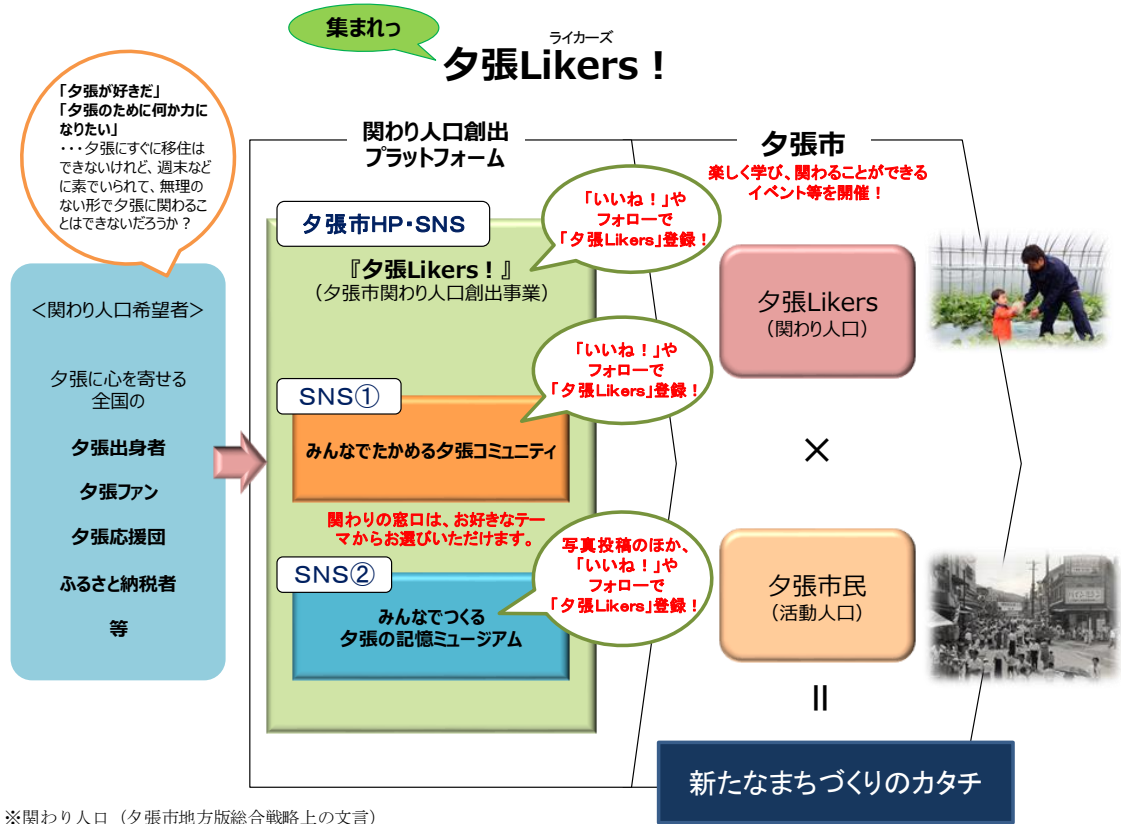 集まれっ
ライカーズ
夕張Likers！
「夕張が好きだ」
「夕張のために何か力に
なりたい」
・・・夕張にすぐに移住は
できないけれど、週末など
に素でいられて、無理の
ない形で夕張に関わるこ
とはできないだろうか？
＜関わり人口希望者＞
夕張に心を寄せる
全国の
夕張出身者
夕張ファン
夕張応援団
ふるさと納税者
等
関わり人口創出
プラットフォーム
夕張市HP・SNS
『夕張Likers！』
（夕張市関わり人口創出事業）
「いいね！」や
フォローで
「夕張Likers」登録！
SNS①
みんなでたかめる夕張コミュニティ
「いいね！」や
フォローで
「夕張Likers」登録！
関わりの窓口は、お好きなテー
マからお選びいただけます。
SNS②
みんなでつくる
夕張の記憶ミュージアム
写真投稿のほか、
「いいね！」や
フォローで
「夕張Likers」登録！
夕張市
楽しく学び、関わることができる
イベント等を開催！
夕張Likers
（関わり人口）
×
夕張市民
（活動人口）
＝
新たなまちづくりのカタチ
※関わり人口（夕張市地方版総合戦略上の文言）